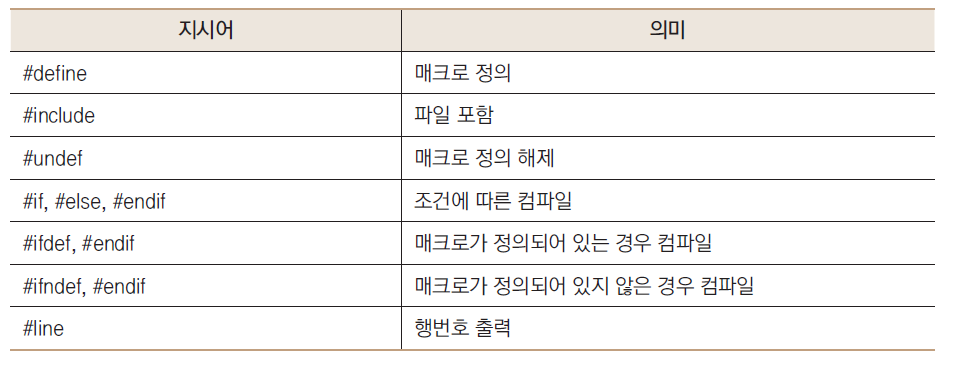 지시어 의미
#define 매크로 정의
#include 파일 포함
#undef 매크로 정의 해제
#if, #else, #endif 조건에 따른 컴파일
#ifdef, #endif 매크로가 정의되어 있는 경우 컴파일
#ifndef, #endif 매크로가 정의되어 있지 않은 경우 컴파일
#line 행번호 출력